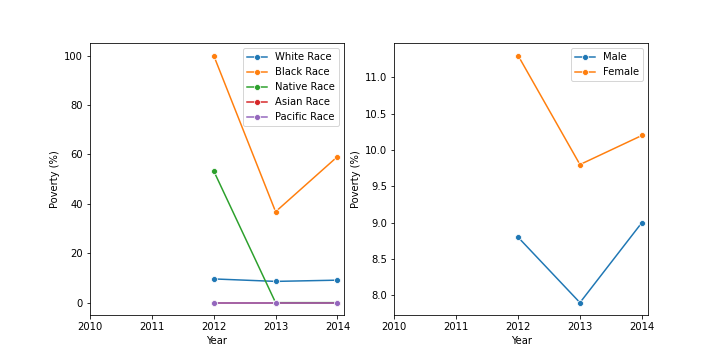 100
80
60
40
20
0
Poverty (%)
2010 2011 2012 2013 2014
Year
White Race
Black Race
Native Race
Asian Race
Pacific Race
11.0
10.5
10.0
9.5
9.0
8.5
8.0
Poverty (%)
2010 2011 2012 2013 2014
Year
Male
Female